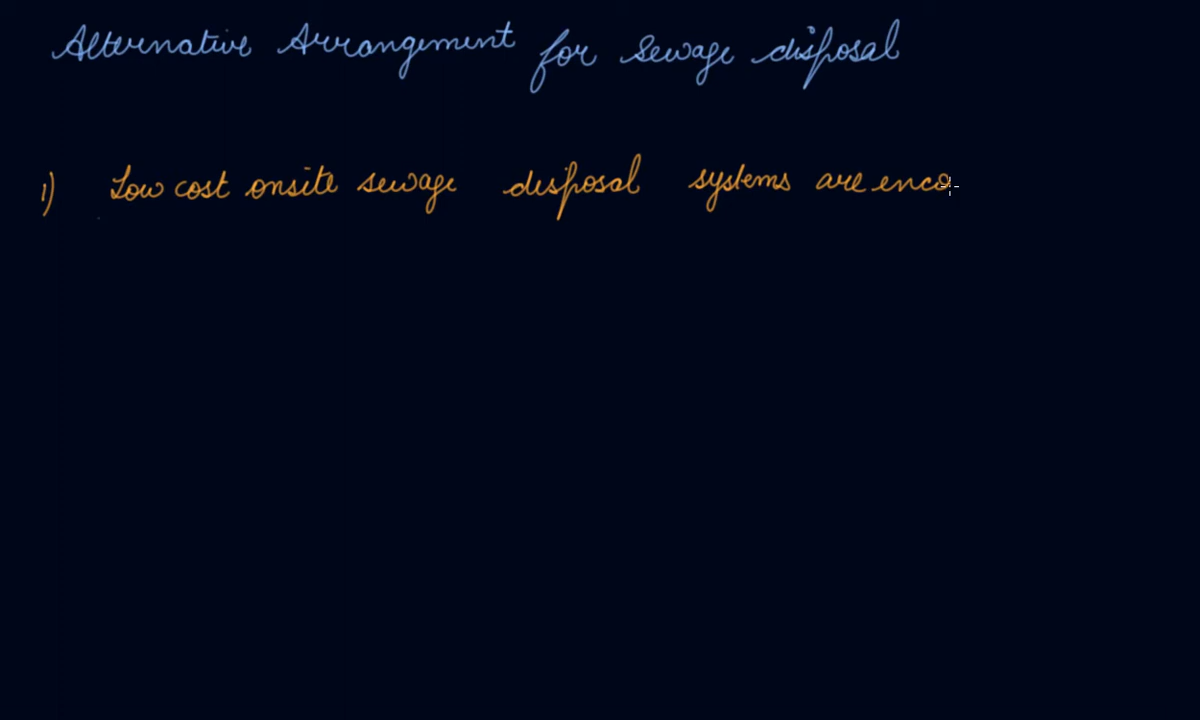 Alternative Arrangement for sewage disposal
1) Low cost onsite sewage disposal systems are enco